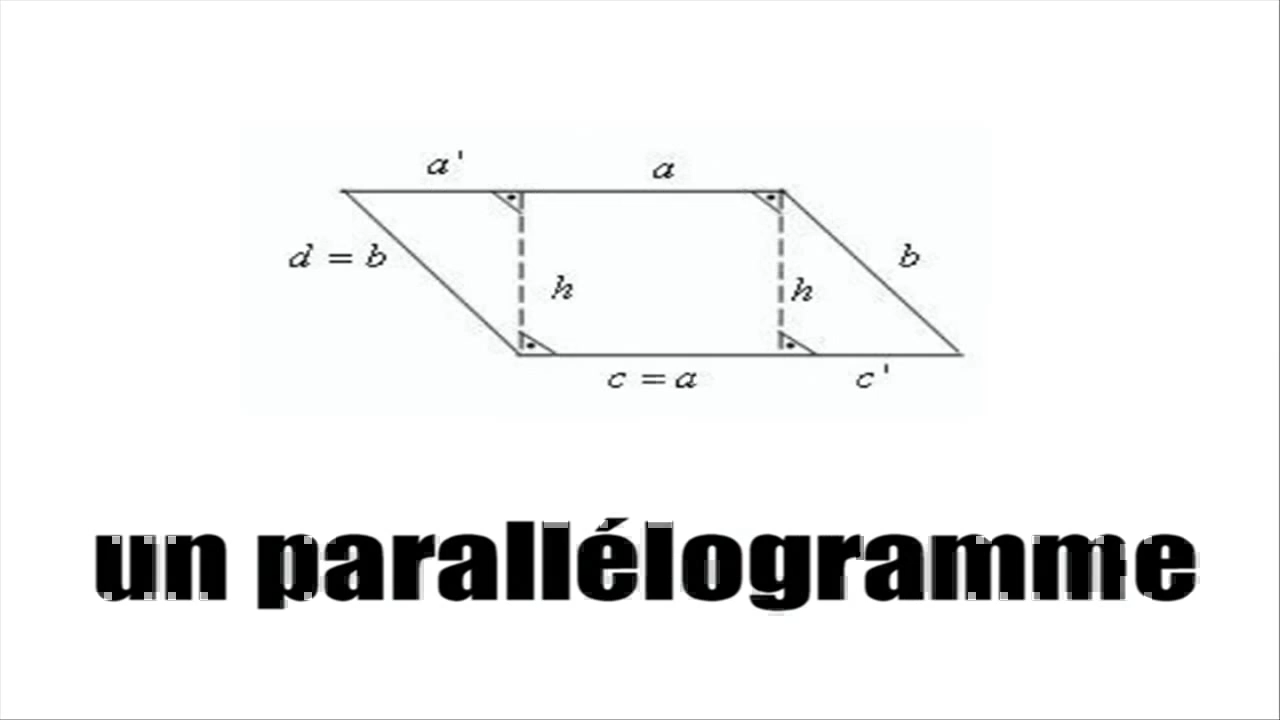 a' a
d = b b
h h
c = a c'
un parallélogramme